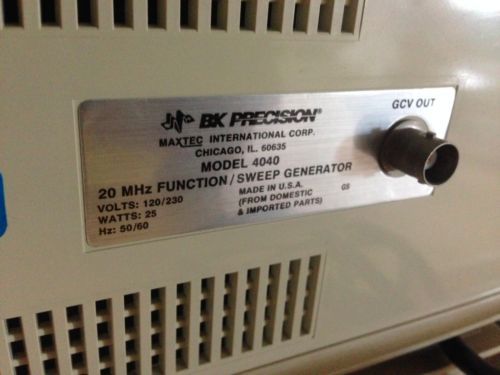 BK PRECISION®
GCV OUT
MAXTEC INTERNATIONAL CORP.
CHICAGO, IL. 60635
MODEL 4040
20 MHz FUNCTION/SWEEP GENERATOR
VOLTS: 120/230
WATTS: 25
Hz: 50/60
MADE IN U.S.A.
(FROM DOMESTIC
& IMPORTED PARTS)
GS